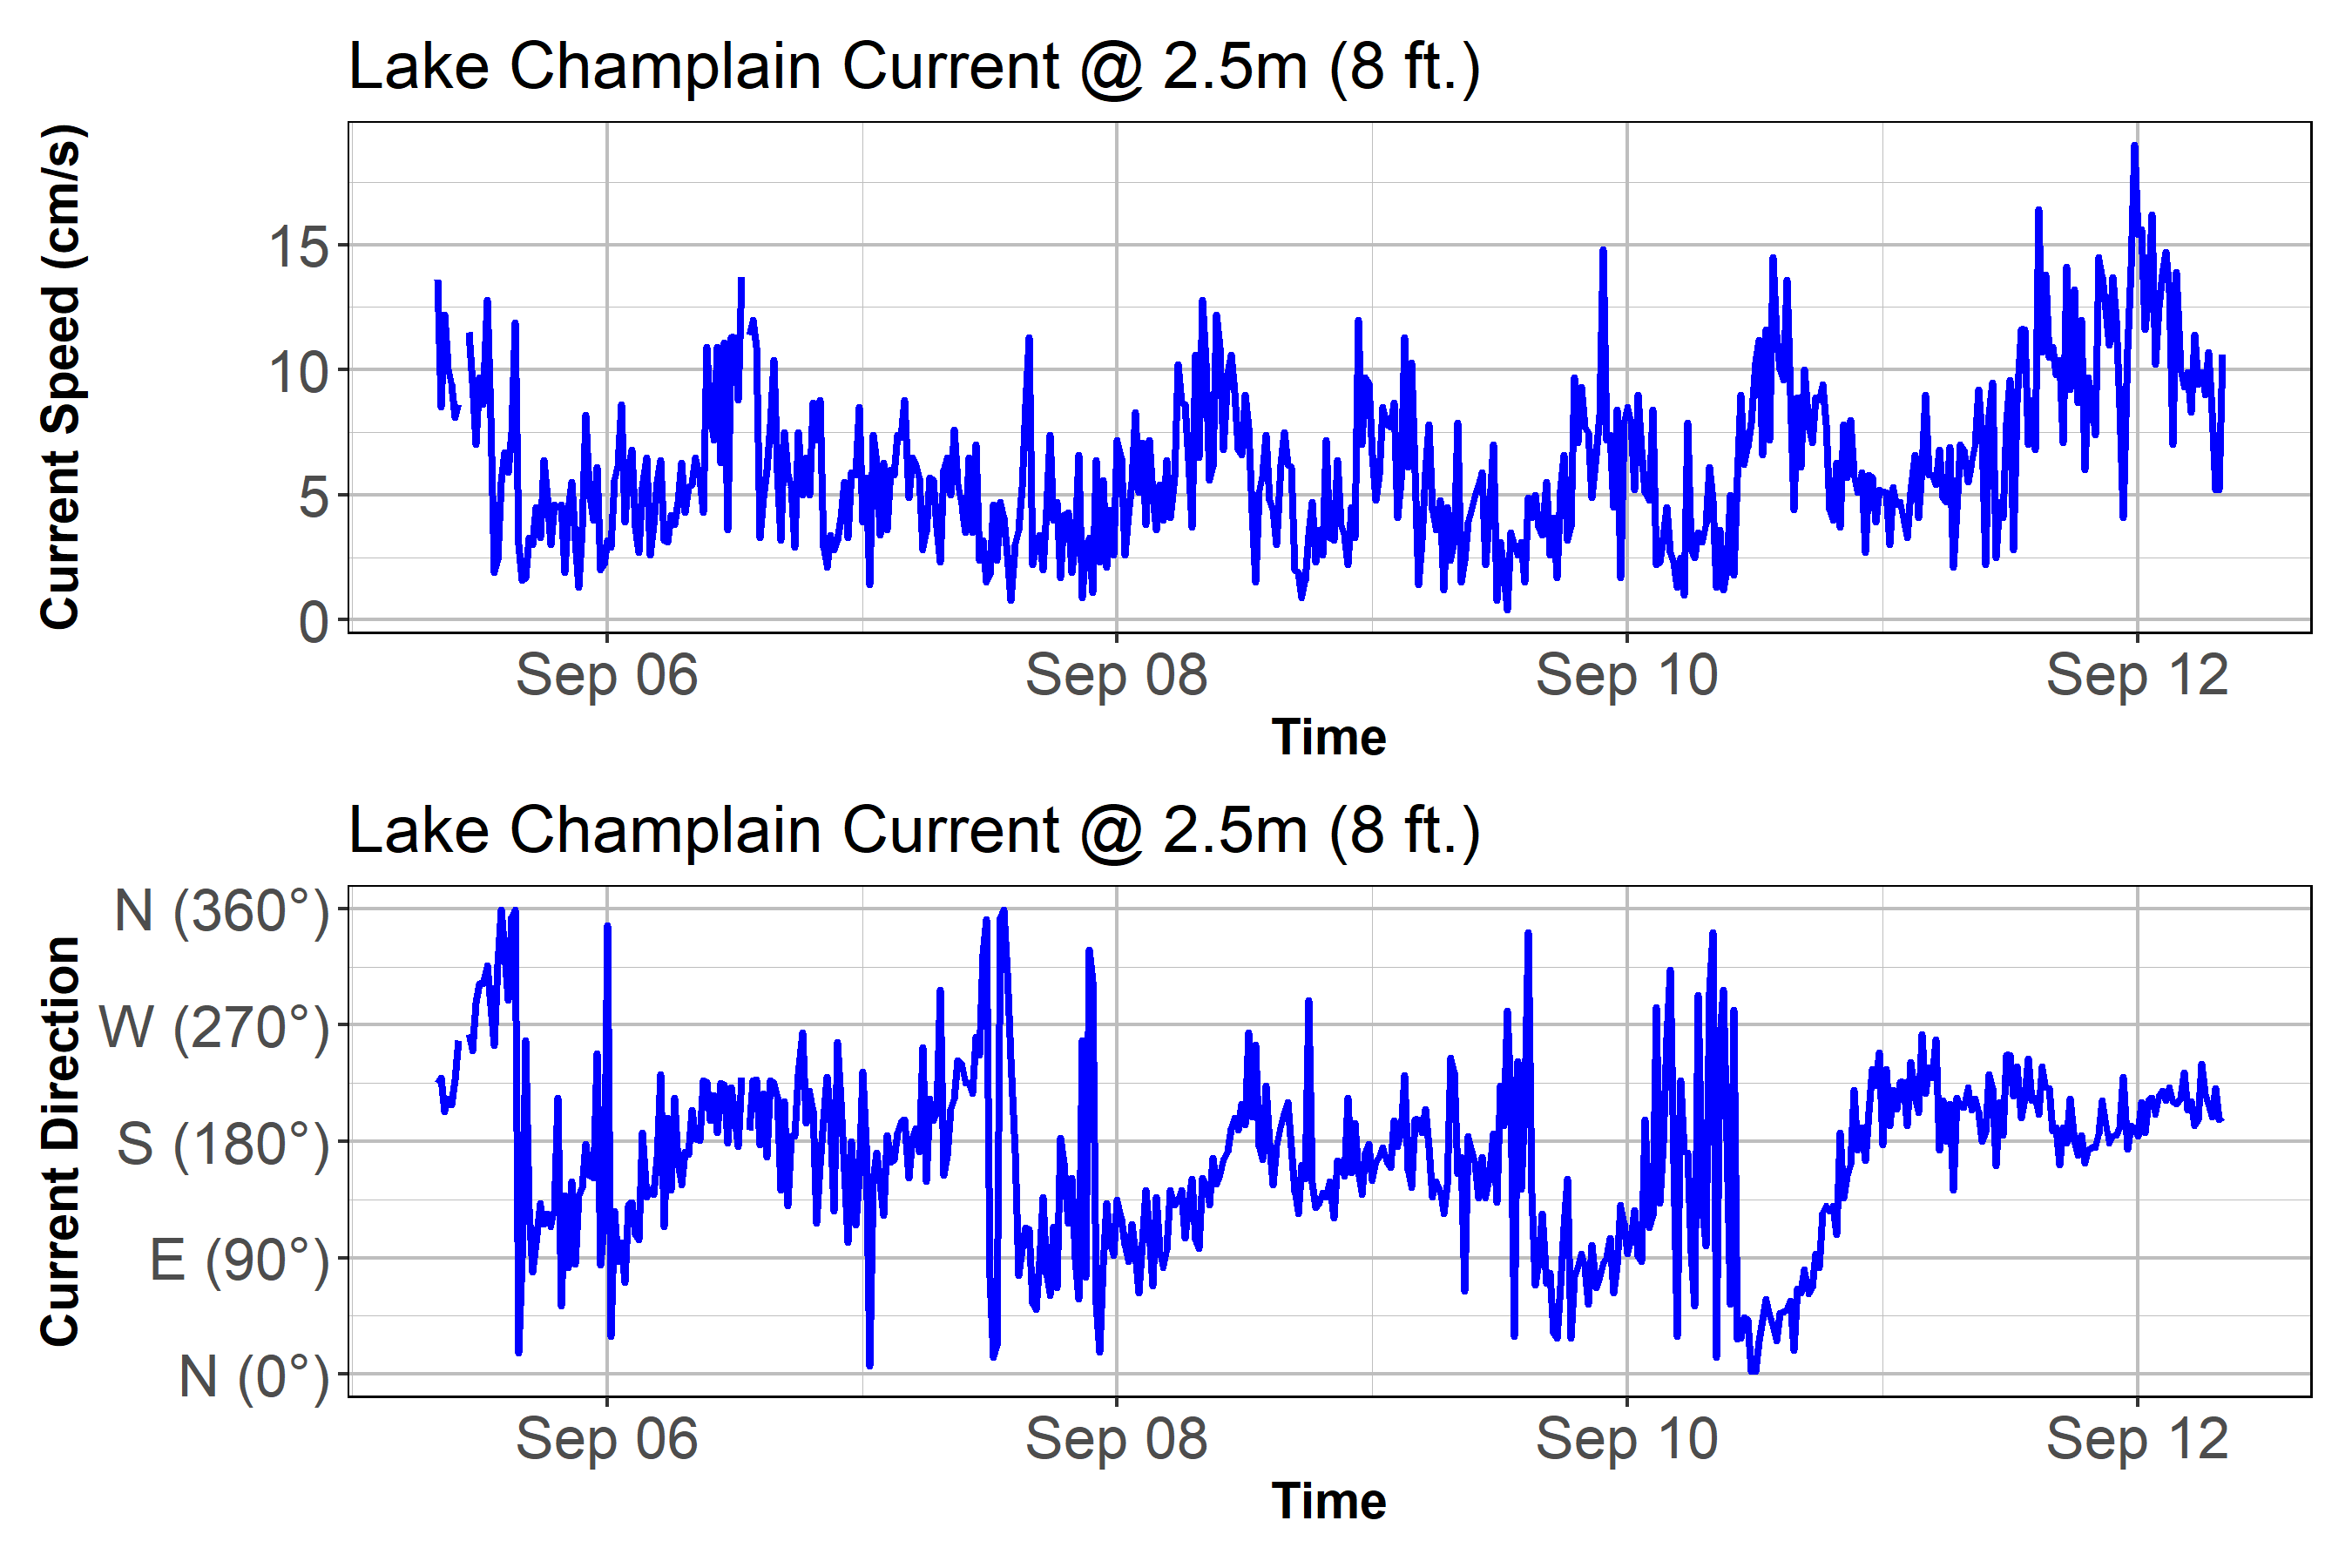 Lake Champlain Current @ 2.5m (8 ft.)
Current Speed (cm/s)
15
10
5
0
Sep 06 Sep 08 Sep 10 Sep 12
Time
Lake Champlain Current @ 2.5m (8 ft.)
Current Direction
N (360°)
W (270°)
S (180°)
E (90°)
N (0°)
Sep 06 Sep 08 Sep 10 Sep 12
Time